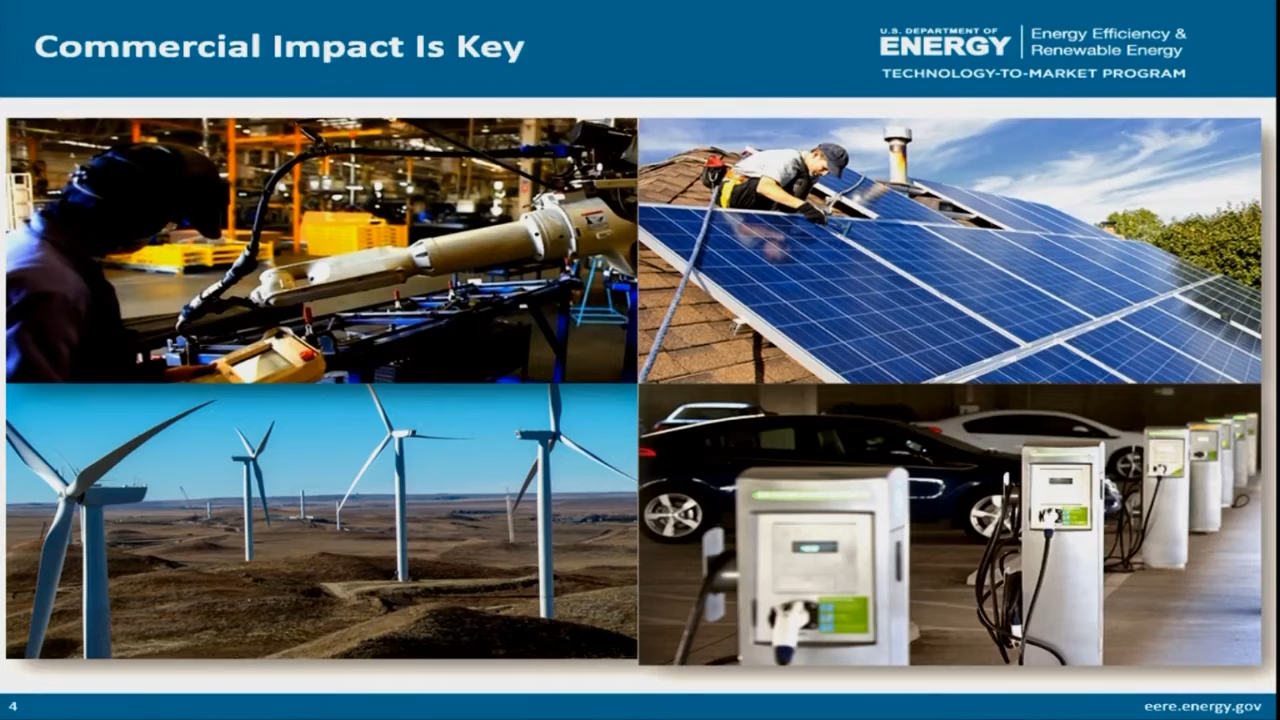 Commercial Impact Is Key
U.S. DEPARTMENT OF
ENERGY
Energy Efficiency &
Renewable Energy
TECHNOLOGY-TO-MARKET PROGRAM
4
eere.energy.gov